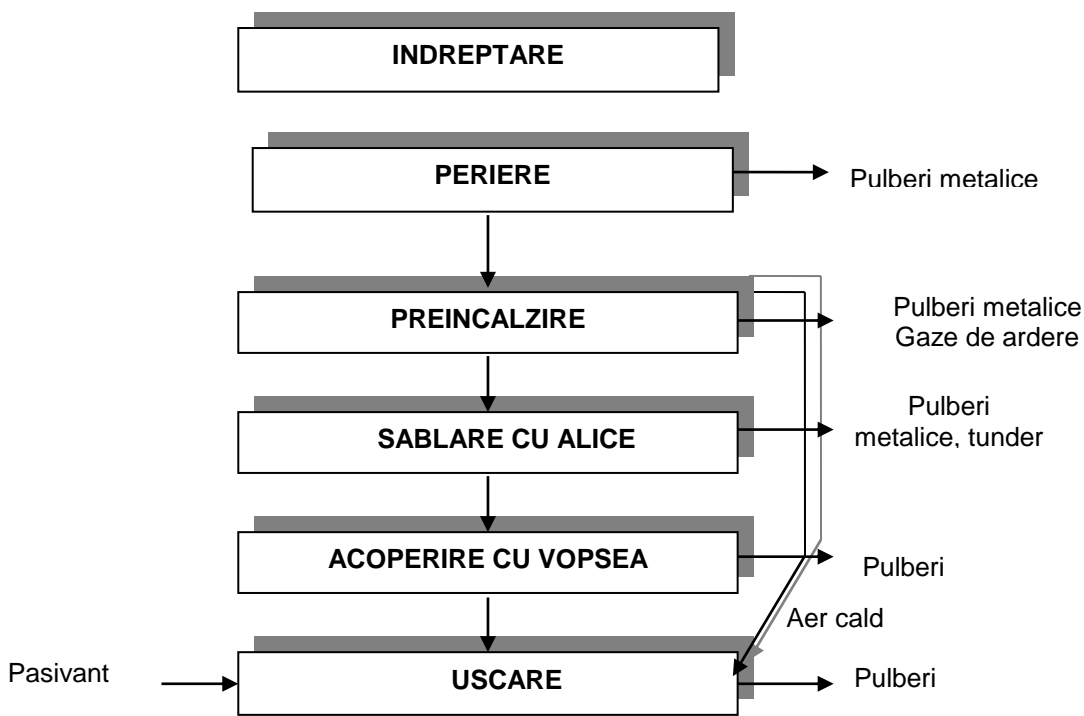 INDREPTARE
PERIERE
Pulberi metalice
PREINCALZIRE
Pulberi metalice
Gaze de ardere
SABLARE CU ALICE
Pulberi
metalice, tunder
ACOPERIRE CU VOPSEA
Pulberi
Aer cald
Pasivant
USCARE
Pulberi